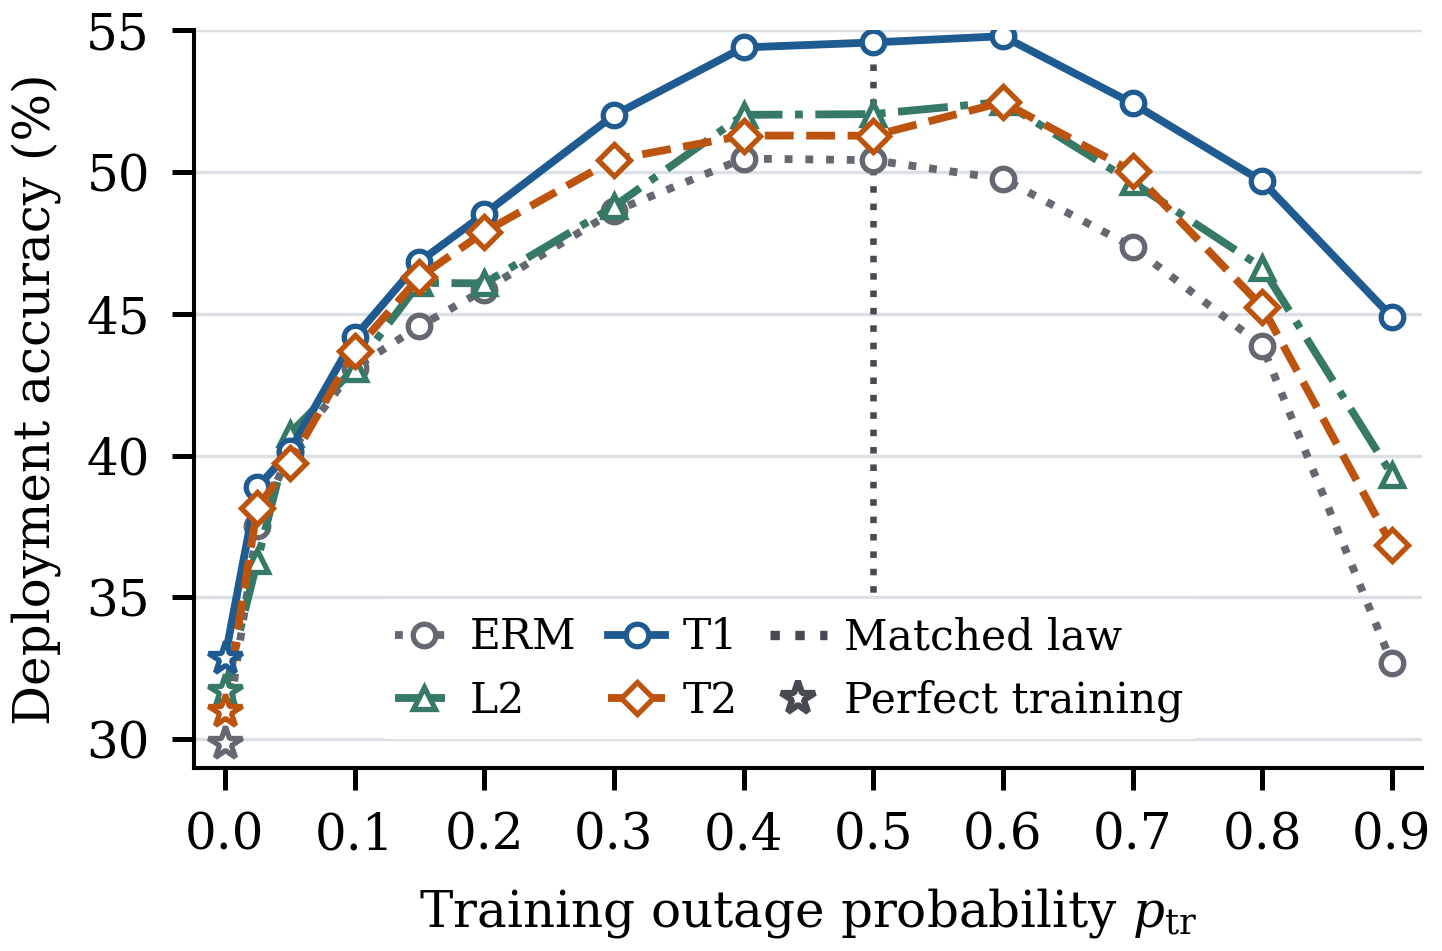 Deployment accuracy (%)
55
50
45
40
35
30
ERM
T1
Matched law
L2
T2
Perfect training
0.0 0.1 0.2 0.3 0.4 0.5 0.6 0.7 0.8 0.9
Training outage probability p_tr